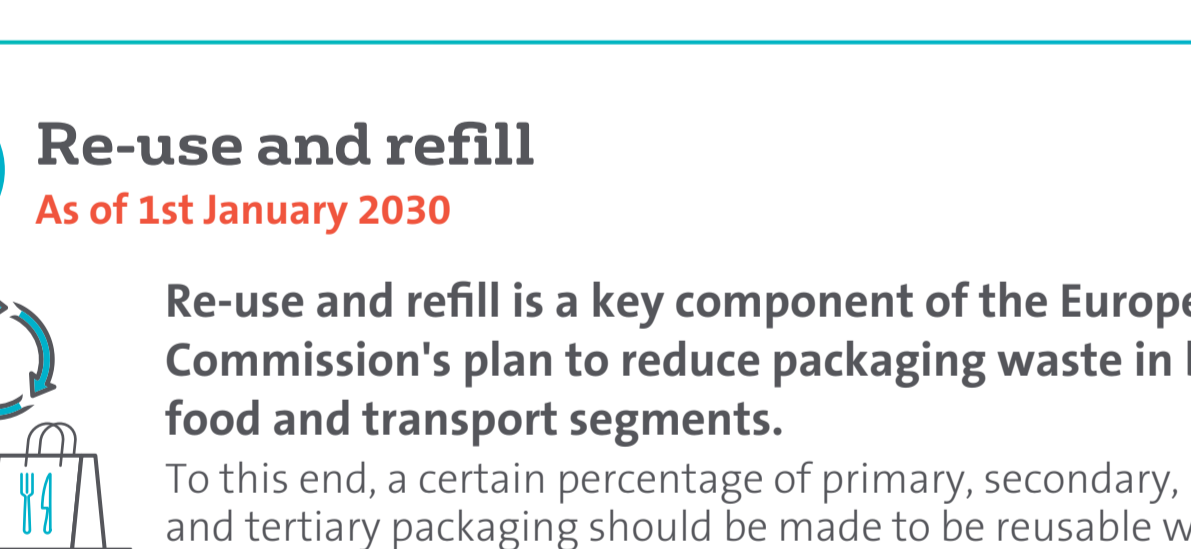 Re-use and refill
As of 1st January 2030
Re-use and refill is a key component of the
Commission's plan to reduce packaging waste in
food and transport segments.
To this end, a certain percentage of primary, secondary,
and tertiary packaging should be made to be reusable